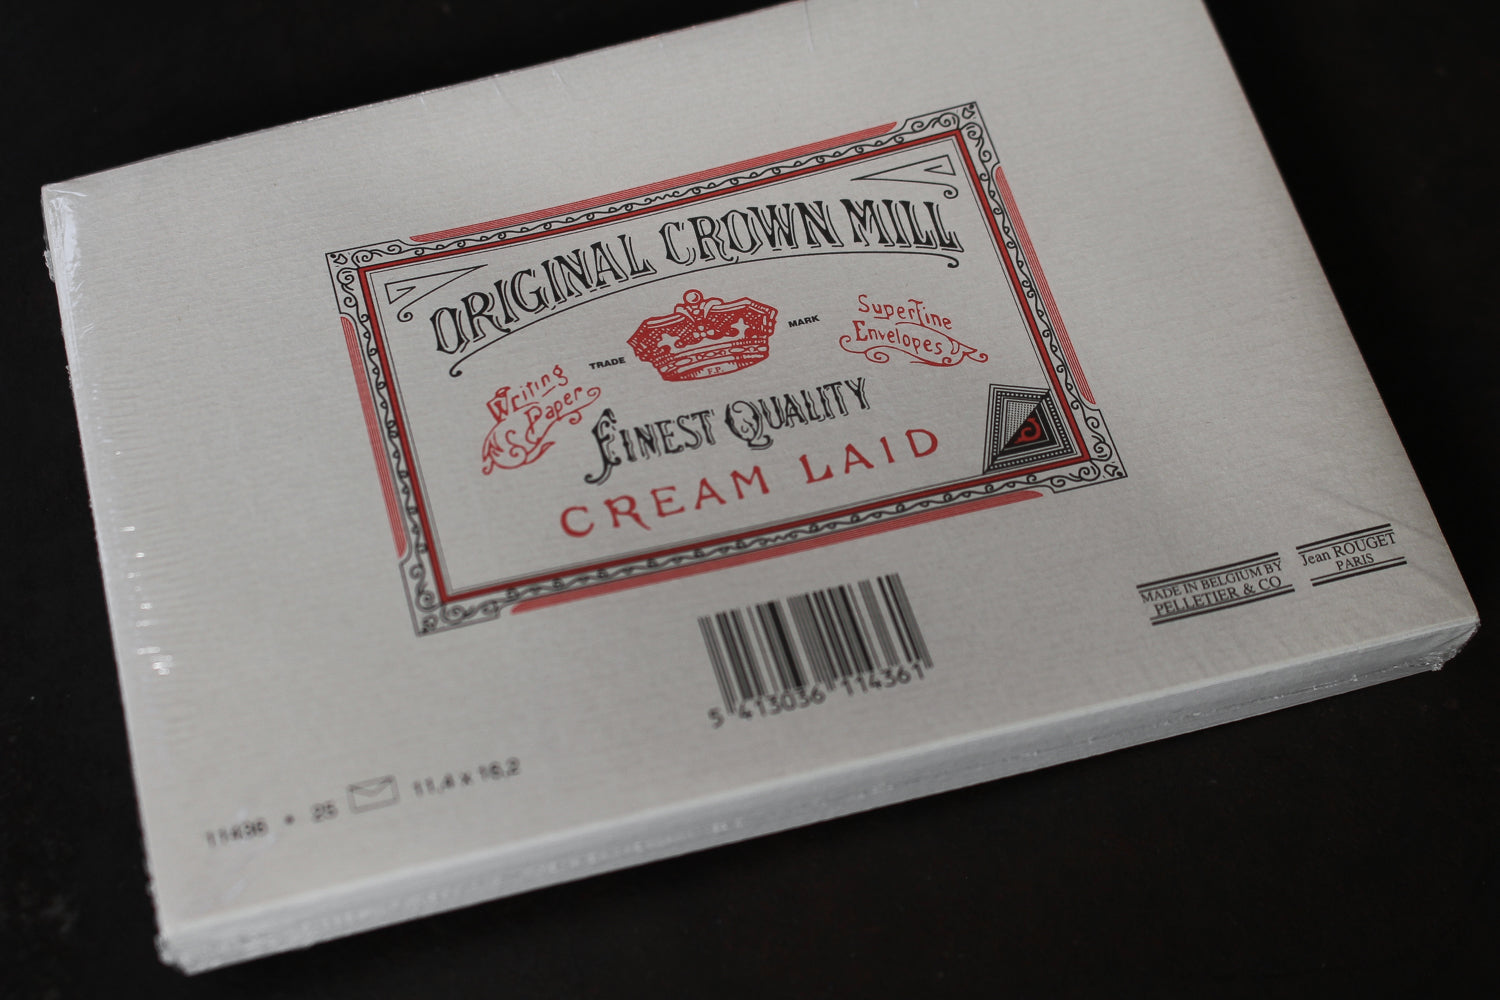 ORIGINAL CROWN MILL
TRADE MARK
F.P.
Writing
Paper
Superfine
Envelopes
FINEST QUALITY
CREAM LAID
MADE IN BELGIUM BY
PELLETIER & CO
Jean ROUGET
PARIS
5 413036 114361
11436 * 25 11,4 x 16,2